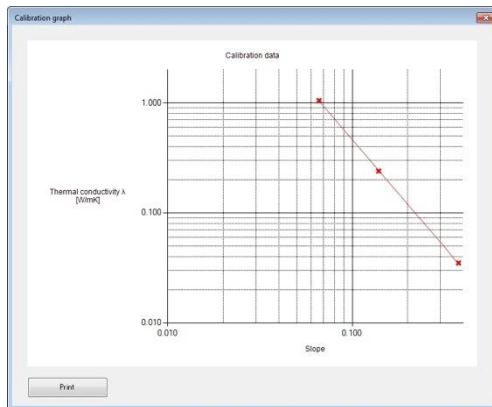 Calibration graph
Calibration data
1.000
Thermal conductivity λ
[W/mK]
0.100
0.010
0.010
0.100
Slope
Print